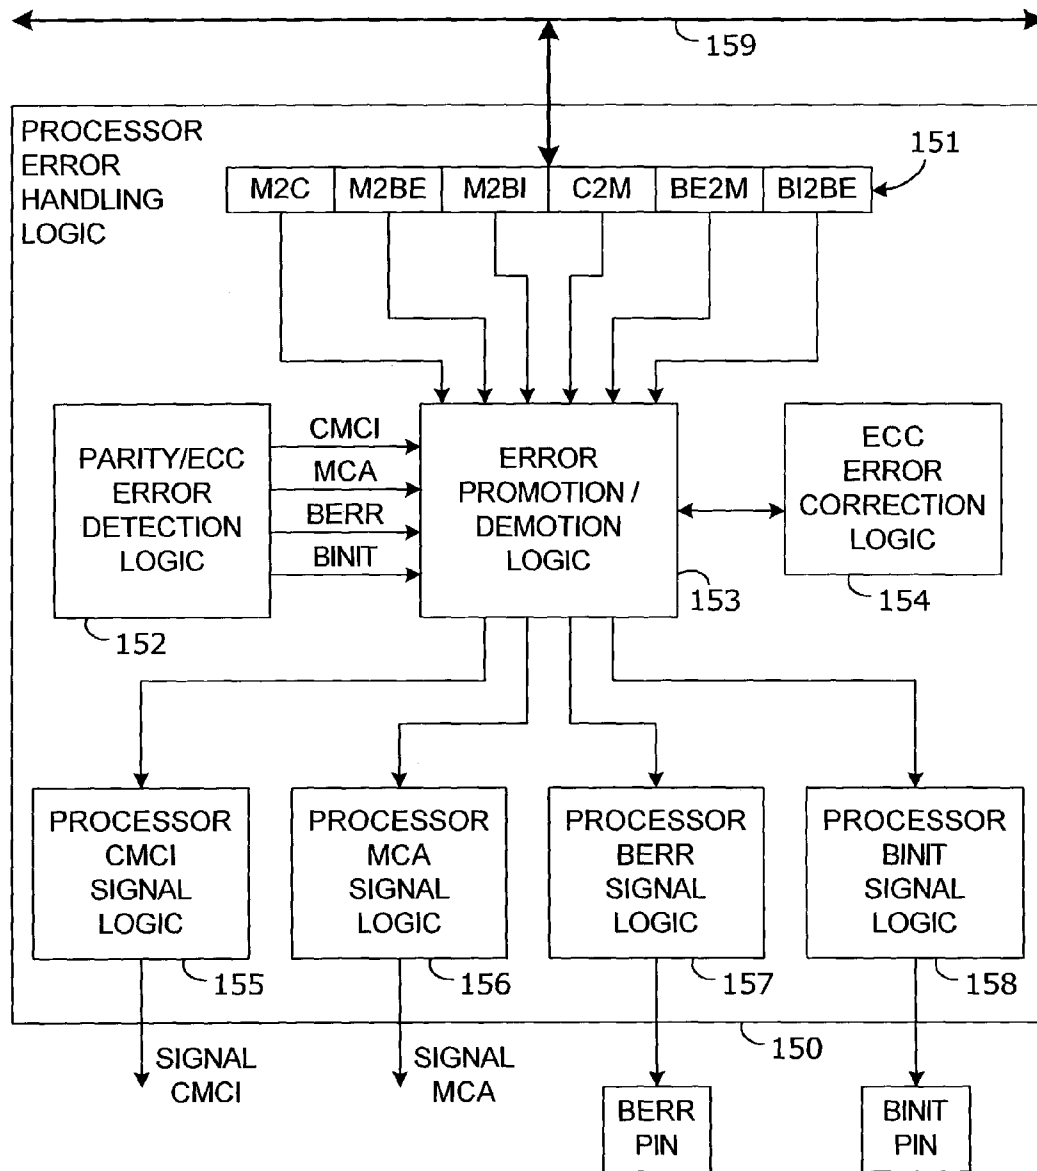 159
PROCESSOR
ERROR
HANDLING
LOGIC
151
M2C M2BE M2BI C2M BE2M BI2BE
PARITY/ECC
ERROR
DETECTION
LOGIC
152
CMCI
MCA
BERR
BINIT
ERROR
PROMOTION /
DEMOTION
LOGIC
153
ECC
ERROR
CORRECTION
LOGIC
154
PROCESSOR
CMCI
SIGNAL
LOGIC
155
PROCESSOR
MCA
SIGNAL
LOGIC
156
PROCESSOR
BERR
SIGNAL
LOGIC
157
PROCESSOR
BINIT
SIGNAL
LOGIC
158
150
SIGNAL
CMCI
SIGNAL
MCA
BERR
PIN
BINIT
PIN